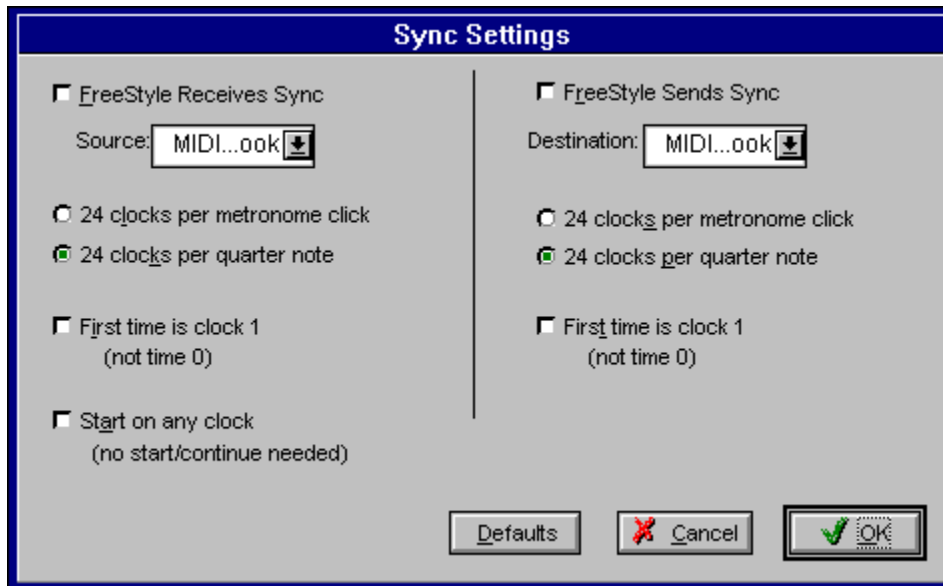 Sync Settings
FreeStyle Receives Sync
Source: MIDI...ook
24 clocks per metronome click
24 clocks per quarter note
First time is clock 1
(not time 0)
Start on any clock
(no start/continue needed)
FreeStyle Sends Sync
Destination: MIDI...ook
24 clocks per metronome click
24 clocks per quarter note
First time is clock 1
(not time 0)
Defaults
Cancel
OK